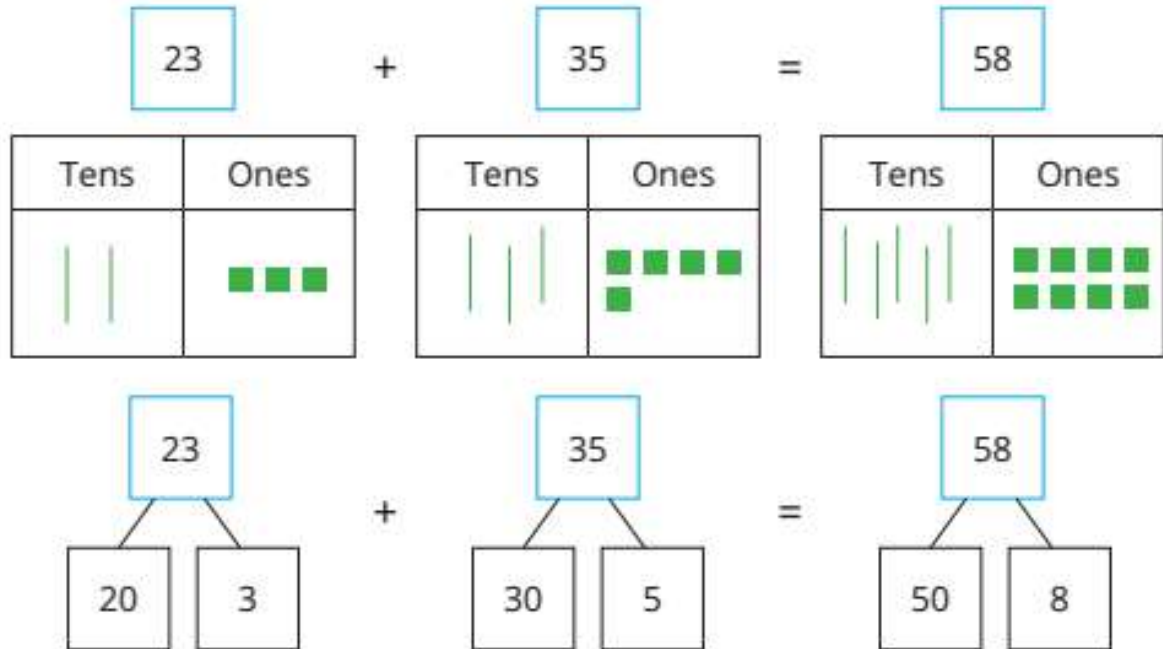 23 + 35 = 58
Tens Ones Tens Ones Tens Ones
23 + 35 = 58
20 3 30 5 50 8